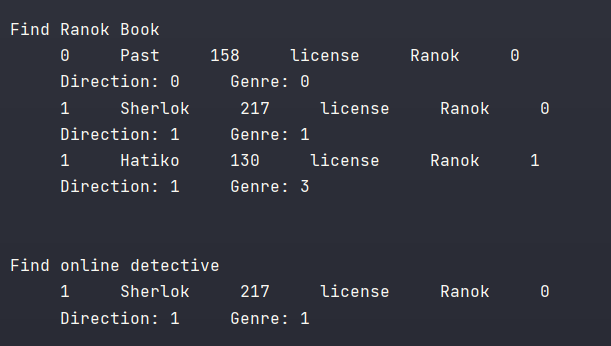 Find Ranok Book
0 Past 158 license Ranok 0
Direction: 0 Genre: 0
1 Sherlok 217 license Ranok 0
Direction: 1 Genre: 1
1 Hatiko 130 license Ranok 1
Direction: 1 Genre: 3
Find online detective
1 Sherlok 217 license Ranok 0
Direction: 1 Genre: 1